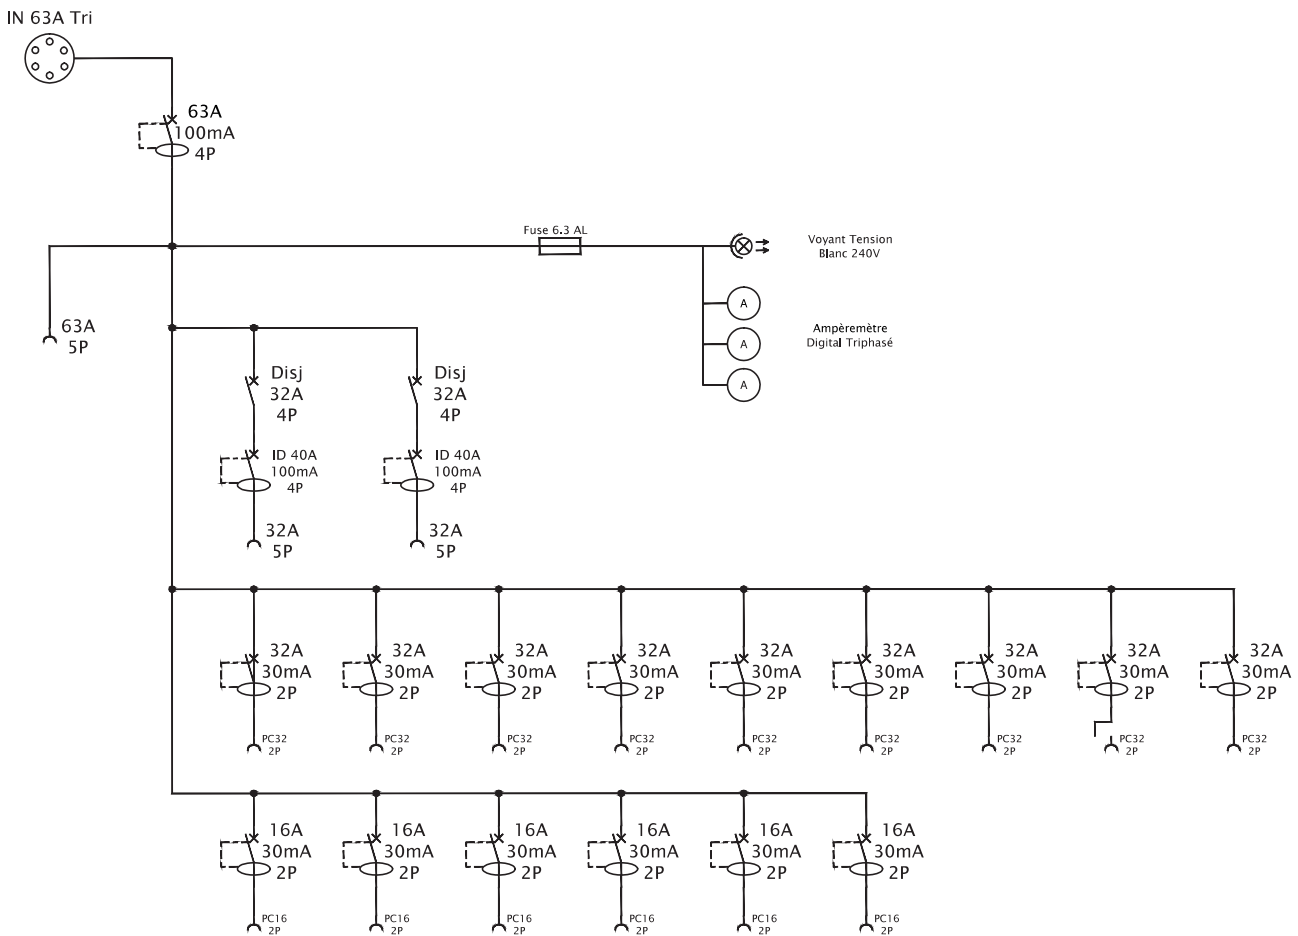 IN 63A Tri
63A
100mA
4P
Fuse 6.3 AL
Voyant Tension
Blanc 240V
63A
5P
A
A
A
Ampèremètre
Digital Triphasé
Disj
32A
4P
Disj
32A
4P
ID 40A
100mA
4P
ID 40A
100mA
4P
32A
5P
32A
5P
32A
30mA
2P
32A
30mA
2P
32A
30mA
2P
32A
30mA
2P
32A
30mA
2P
32A
30mA
2P
32A
30mA
2P
32A
30mA
2P
32A
30mA
2P
PC32
2P
PC32
2P
PC32
2P
PC32
2P
PC32
2P
PC32
2P
PC32
2P
PC32
2P
PC32
2P
16A
30mA
2P
16A
30mA
2P
16A
30mA
2P
16A
30mA
2P
16A
30mA
2P
16A
30mA
2P
PC16
2P
PC16
2P
PC16
2P
PC16
2P
PC16
2P
PC16
2P